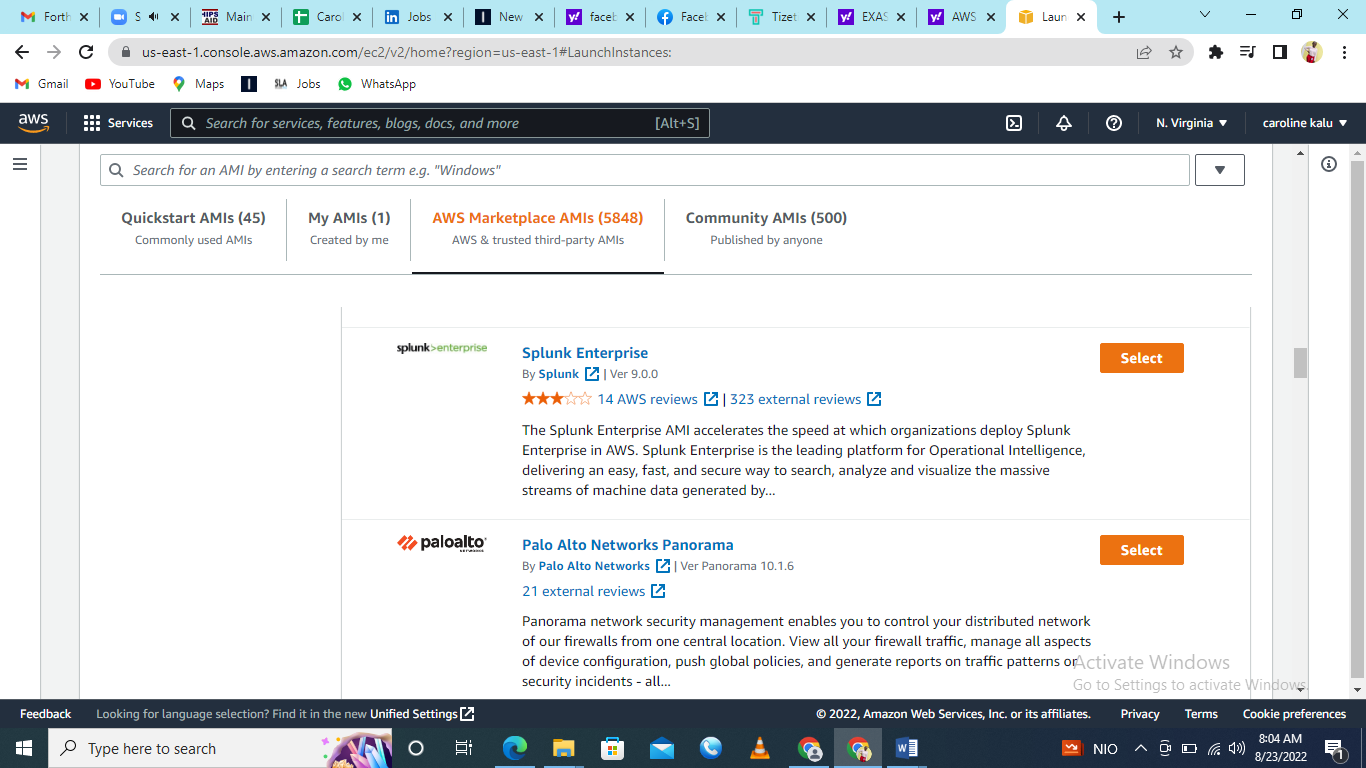 Forth
S
Main
Carol
Jobs
New
faceb
Faceb
Tizet
EXAS
AWS
Laun
us-east-1.console.aws.amazon.com/ec2/v2/home?region=us-east-1#LaunchInstances:
Gmail YouTube Maps SLA Jobs WhatsApp
aws Services Search for services, features, blogs, docs, and more [Alt+S] N. Virginia caroline kalu
Search for an AMI by entering a search term e.g. "Windows"
Quickstart AMIs (45) My AMIs (1) AWS Marketplace AMIs (5848) Community AMIs (500)
Commonly used AMIs Created by me AWS & trusted third-party AMIs Published by anyone
splunk>enterprise Splunk Enterprise Select
By Splunk | Ver 9.0.0
14 AWS reviews | 323 external reviews
The Splunk Enterprise AMI accelerates the speed at which organizations deploy Splunk
Enterprise in AWS. Splunk Enterprise is the leading platform for Operational Intelligence,
delivering an easy, fast, and secure way to search, analyze and visualize the massive
streams of machine data generated by...
paloalto NETWORKS Palo Alto Networks Panorama Select
By Palo Alto Networks | Ver Panorama 10.1.6
21 external reviews
Panorama network security management enables you to control your distributed network
of our firewalls from one central location. View all your firewall traffic, manage all aspects
of device configuration, push global policies, and generate reports on traffic patterns or
security incidents - all...
Activate Windows
Go to Settings to activate Windows.
Feedback Looking for language selection? Find it in the new Unified Settings © 2022, Amazon Web Services, Inc. or its affiliates. Privacy Terms Cookie preferences
Type here to search NIO 8:04 AM
8/23/2022 1